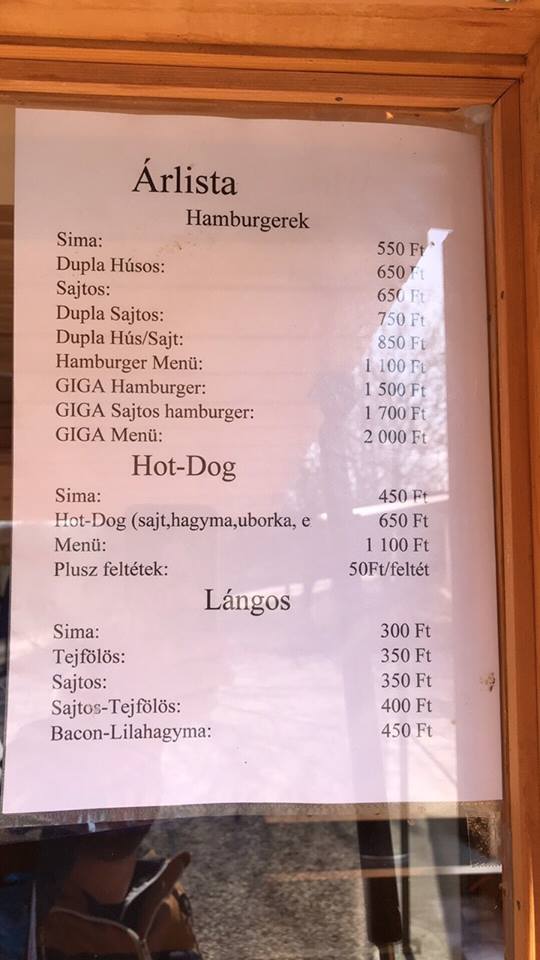 Árlista
Hamburgerek
Sima: 550 Ft
Dupla Húsos: 650 Ft
Sajtos: 650 Ft
Dupla Sajtos: 750 Ft
Dupla Hús/Sajt: 850 Ft
Hamburger Menü: 1 100 Ft
GIGA Hamburger: 1 500 Ft
GIGA Sajtos hamburger: 1 700 Ft
GIGA Menü: 2 000 Ft
Hot-Dog
Sima: 450 Ft
Hot-Dog (sajt,hagyma,uborka, e 650 Ft
Menü: 1 100 Ft
Plusz feltétek: 50Ft/feltét
Lángos
Sima: 300 Ft
Tejfölös: 350 Ft
Sajtos: 350 Ft
Sajtos-Tejfölös: 400 Ft
Bacon-Lilahagyma: 450 Ft